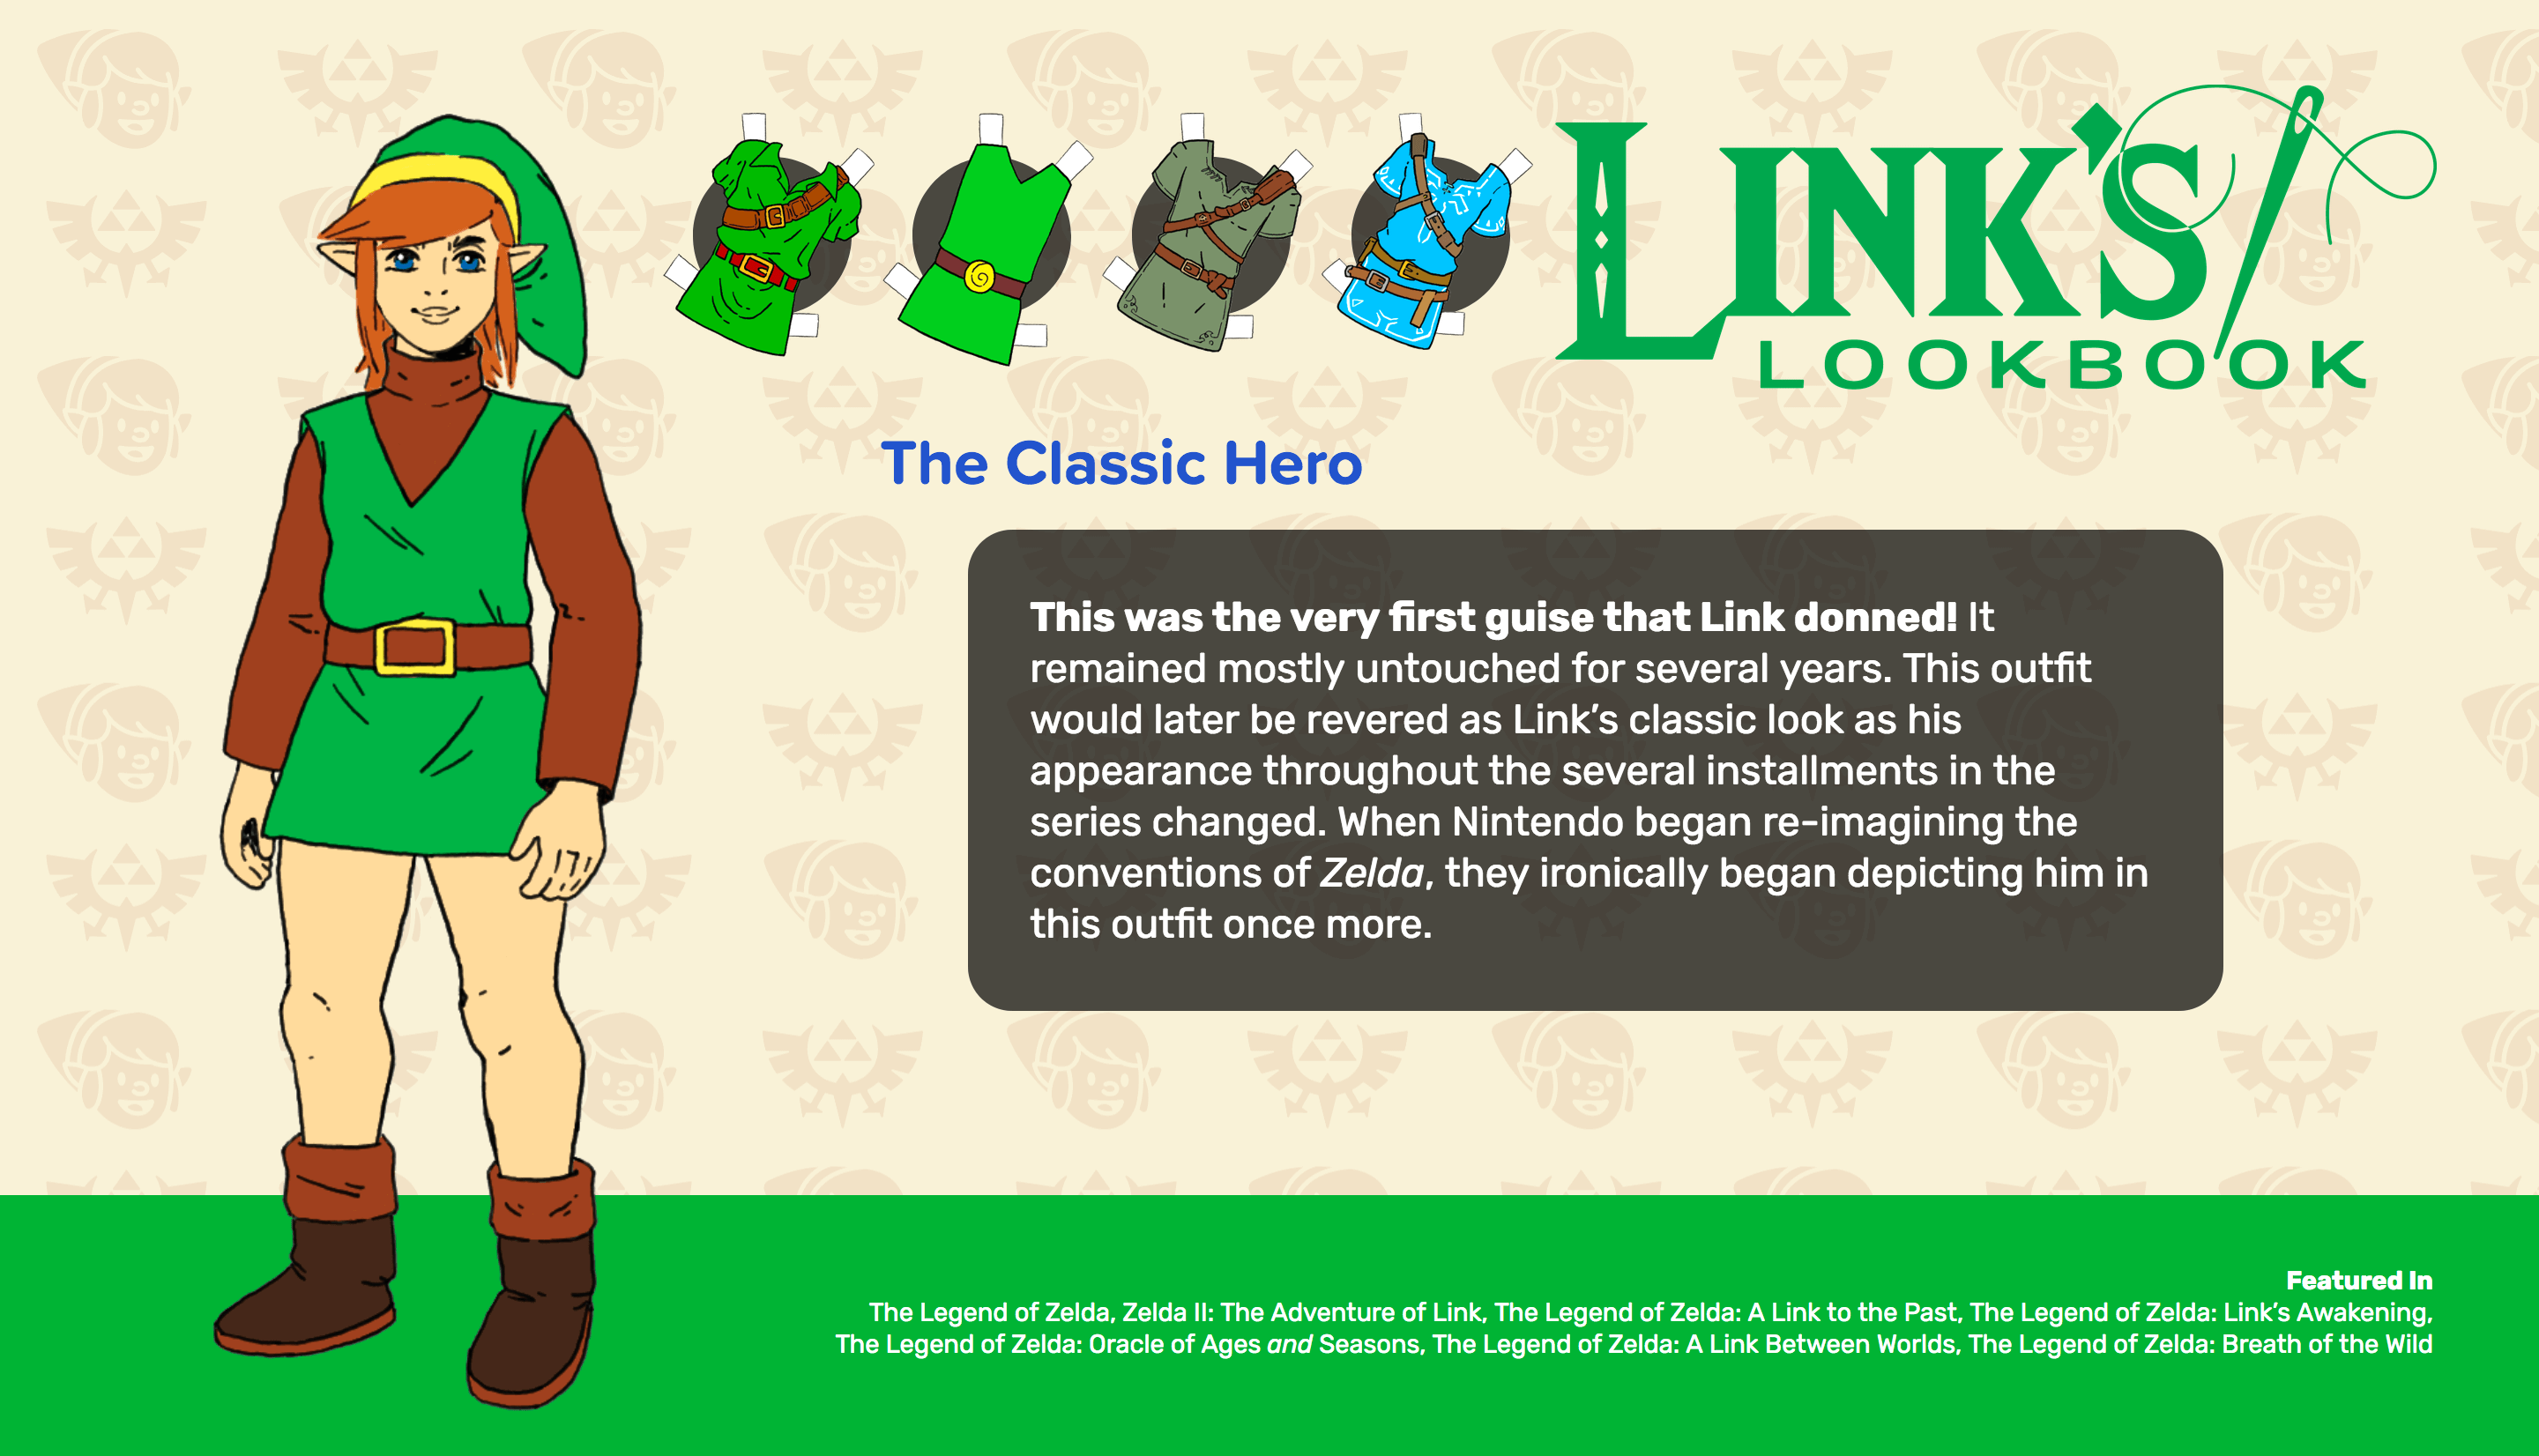 LINK'S
LOOKBOOK
The Classic Hero
This was the very first guise that Link donned! It
remained mostly untouched for several years. This outfit
would later be revered as Link’s classic look as his
appearance throughout the several installments in the
series changed. When Nintendo began re-imagining the
conventions of Zelda, they ironically began depicting him in
this outfit once more.
Featured In
The Legend of Zelda, Zelda II: The Adventure of Link, The Legend of Zelda: A Link to the Past, The Legend of Zelda: Link’s Awakening,
The Legend of Zelda: Oracle of Ages and Seasons, The Legend of Zelda: A Link Between Worlds, The Legend of Zelda: Breath of the Wild